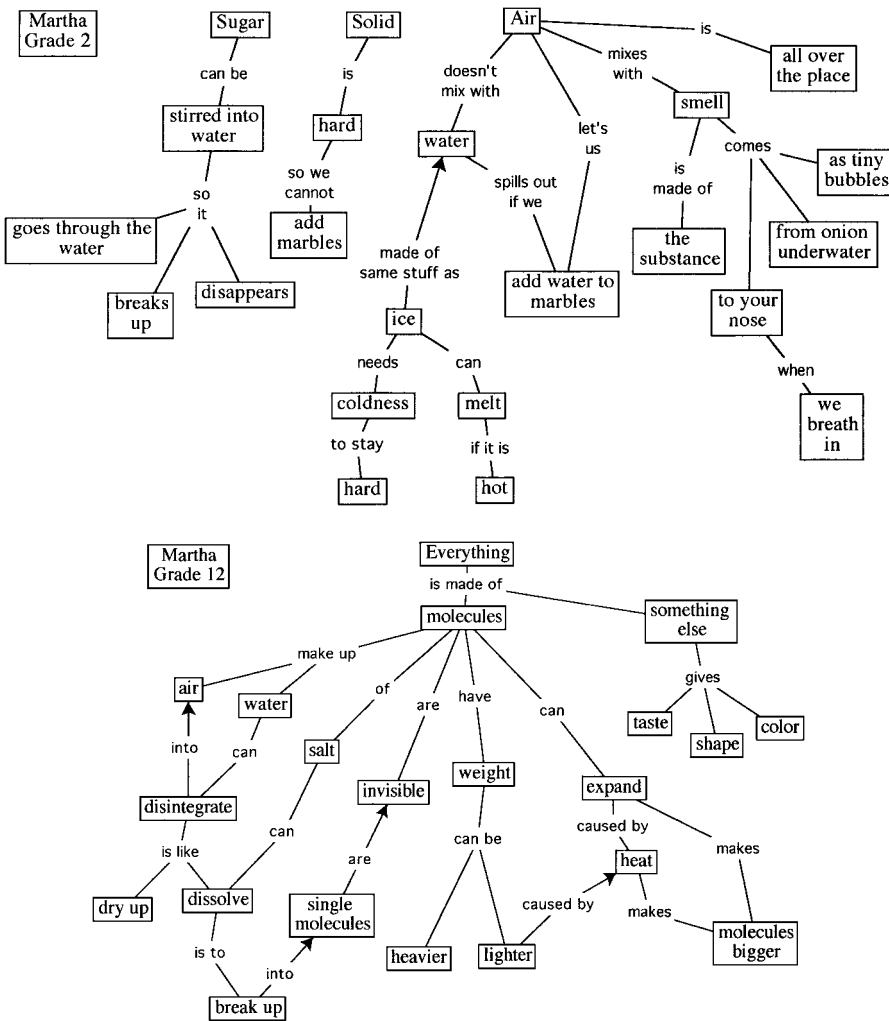 Martha
Grade 2
Sugar
can be
stirred into
water
so
it
goes through the
water
breaks
up
disappears
Solid
is
hard
so we
cannot
add
marbles
Air
is
all over
the place
doesn't
mix with
water
spills out
if we
let's
us
add water to
marbles
made of
same stuff as
ice
needs
coldness
to stay
hard
can
melt
if it is
hot
mixes
with
smell
is
made of
the
substance
comes
as tiny
bubbles
from onion
underwater
to your
nose
when
we
breath
in
Martha
Grade 12
Everything
is made of
molecules
something
else
gives
taste
shape
color
make up
air
water
into
can
disintegrate
is like
dry up
dissolve
of
salt
can
is to
break up
into
single
molecules
are
invisible
are
have
weight
can be
heavier
lighter
caused by
can
expand
caused by
heat
makes
makes
molecules
bigger